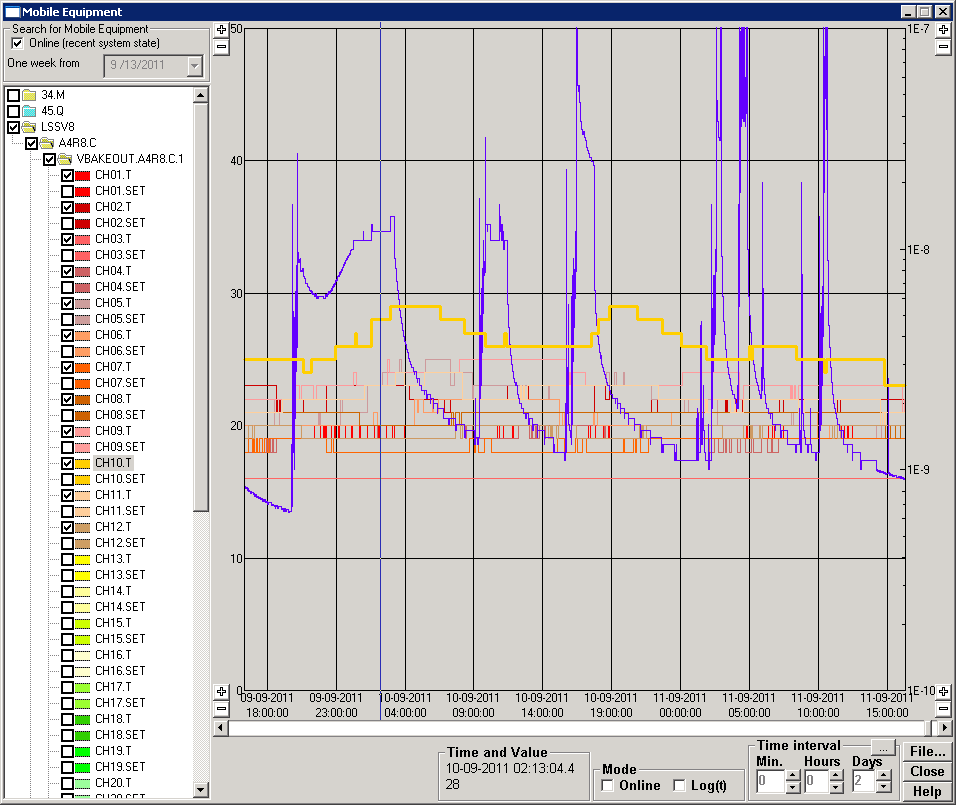 Mobile Equipment
Search for Mobile Equipment
Online (recent system state)
One week from
9 /13/2011
34.M
45.Q
LSSV8
A4R8.C
VBAKEOUT.A4R8.C.1
CH01.T
CH01.SET
CH02.T
CH02.SET
CH03.T
CH03.SET
CH04.T
CH04.SET
CH05.T
CH05.SET
CH06.T
CH06.SET
CH07.T
CH07.SET
CH08.T
CH08.SET
CH09.T
CH09.SET
CH10.T
CH10.SET
CH11.T
CH11.SET
CH12.T
CH12.SET
CH13.T
CH13.SET
CH14.T
CH14.SET
CH15.T
CH15.SET
CH16.T
CH16.SET
CH17.T
CH17.SET
CH18.T
CH18.SET
CH19.T
CH19.SET
CH20.T
CH20.SET
50
40
30
20
10
0
1E-7
1E-8
1E-9
1E-10
09-09-2011 09-09-2011 10-09-2011 10-09-2011 10-09-2011 10-09-2011 11-09-2011 11-09-2011 11-09-2011 11-09-2011
18:00:00 23:00:00 04:00:00 09:00:00 14:00:00 19:00:00 00:00:00 05:00:00 10:00:00 15:00:00
Time and Value
10-09-2011 02:13:04.4
28
Mode
Online Log(t)
Time interval ...
Min. Hours Days
0 0 2
File...
Close
Help